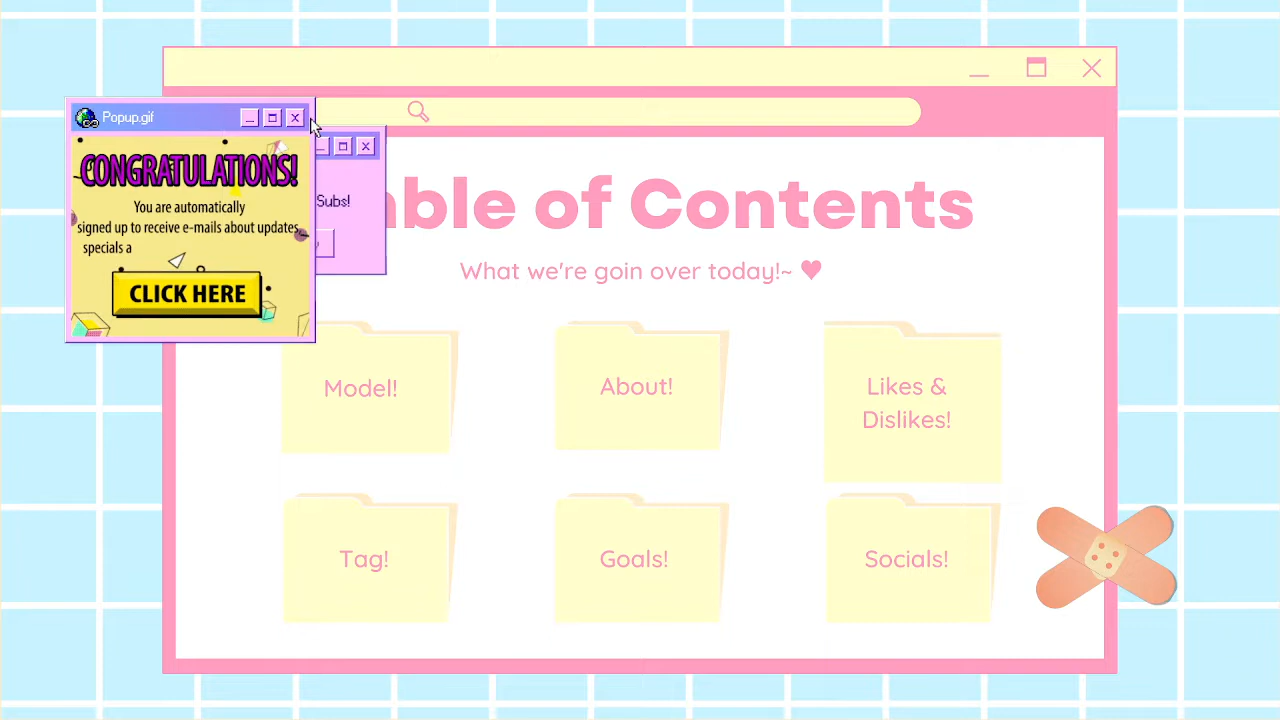 Popup.gif
CONGRATULATIONS!
You are automatically
signed up to receive e-mails about updates,
specials a
CLICK HERE
Subs!
ble of Contents
What we're goin over today!~ ♥
Model!
About!
Likes &
Dislikes!
Tag!
Goals!
Socials!